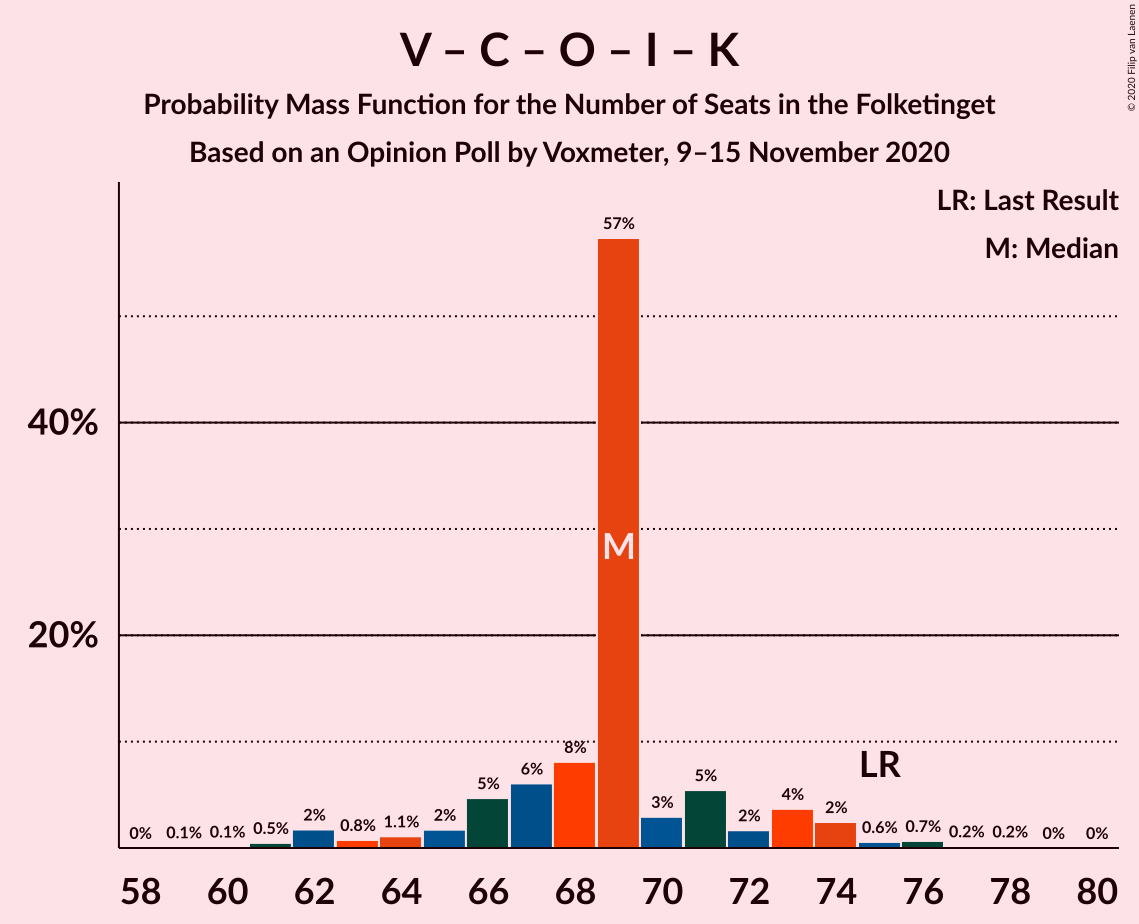 V – C – O – I – K
Probability Mass Function for the Number of Seats in the Folketinget
Based on an Opinion Poll by Voxmeter, 9–15 November 2020
© 2020 Filip van Laenen
LR: Last Result
M: Median
40%
20%
0% 0.1% 0.1% 0.5% 2% 0.8% 1.1% 2% 5% 6% 8% 57% 3% 5% 2% 4% 2% 0.6% 0.7% 0.2% 0.2% 0% 0%
M
LR
58 60 62 64 66 68 70 72 74 76 78 80